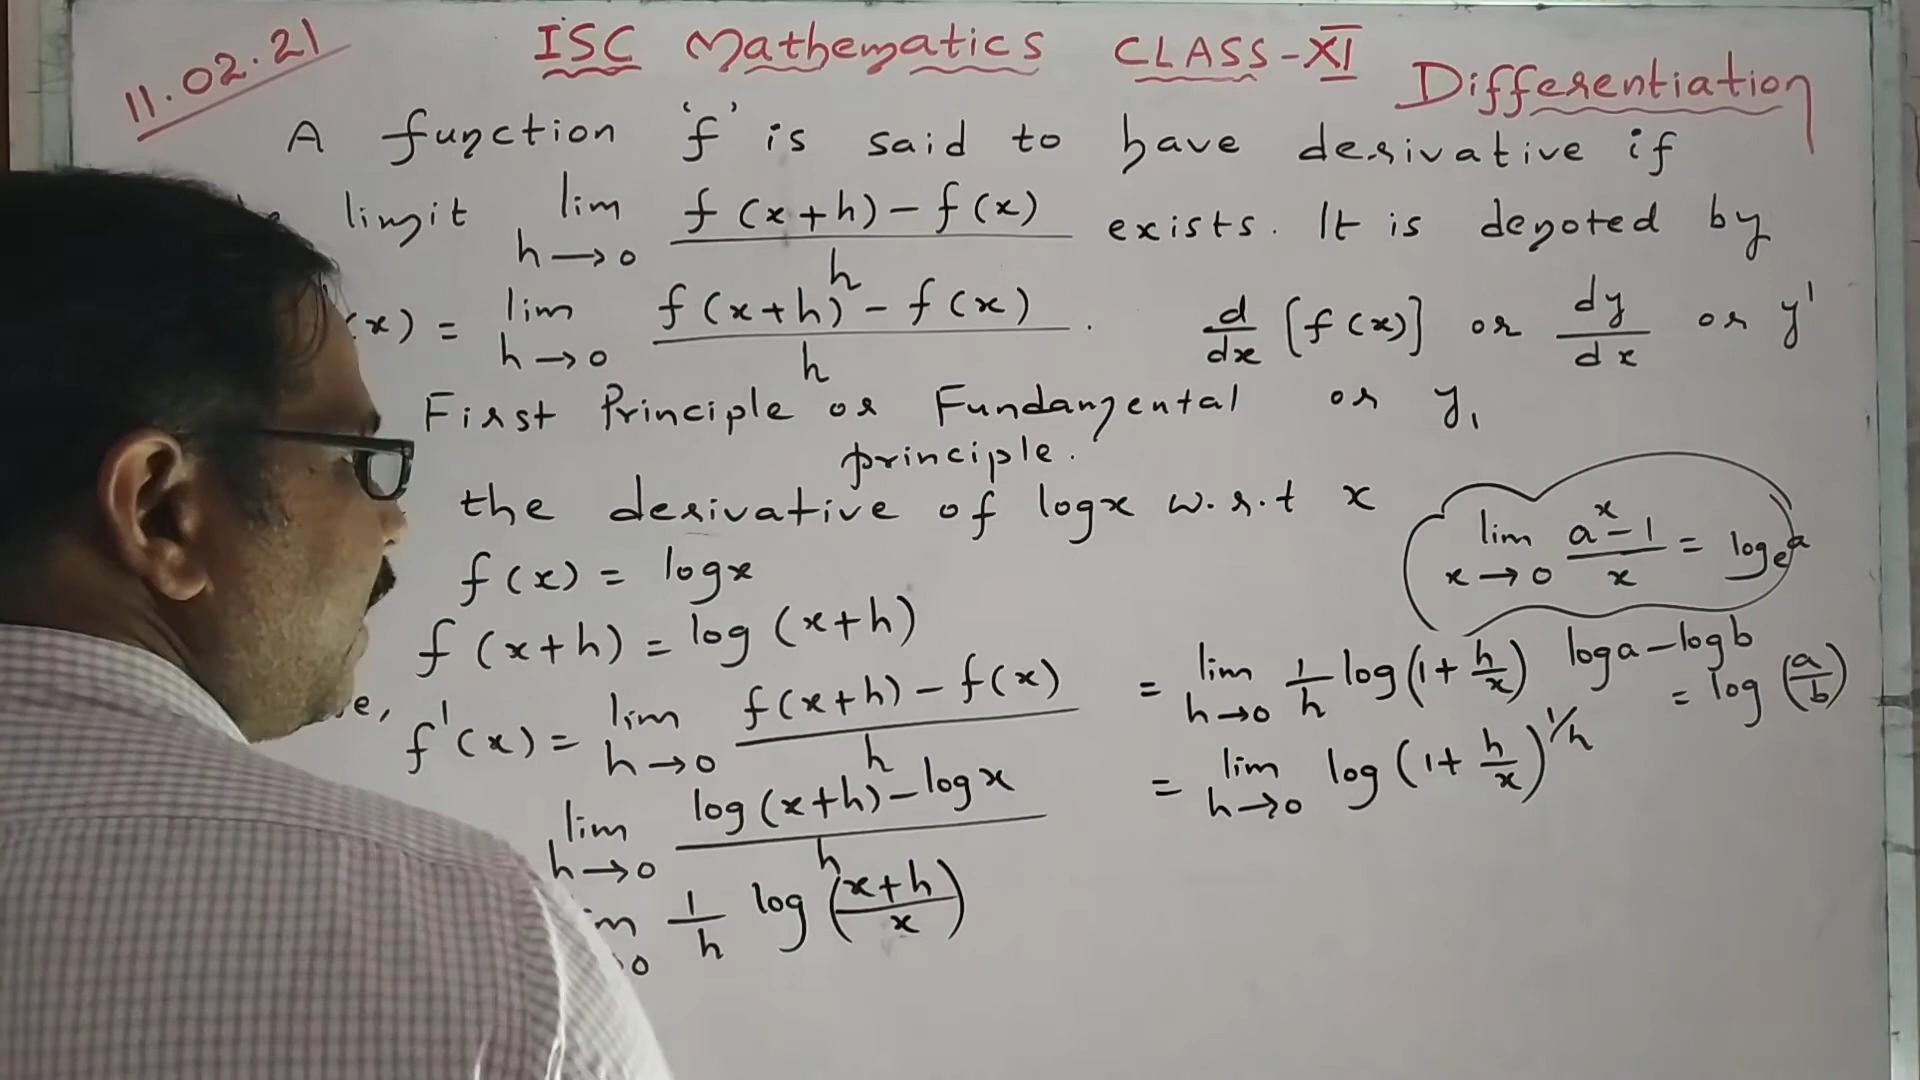 11.02.21
ISC Mathematics CLASS-XI
Differentiation
A function 'f' is said to have derivative if
limit lim h→0 f(x+h)-f(x) / h exists. It is denoted by
(x) = lim h→0 f(x+h)-f(x) / h . d/dx [f(x)] or dy/dx or y'
First Principle or Fundamental or y₁
principle.
the derivative of logx w.r.t x
lim x→0 aˣ-1 / x = logₑa
f(x) = logx
f(x+h) = log(x+h)
f'(x) = lim h→0 f(x+h)-f(x) / h
lim h→0 log(x+h)-logx / h
1/h log(x+h / x)
= lim h→0 1/h log(1+h/x)
= lim h→0 log(1+h/x)^1/h
loga-logb
= log(a/b)